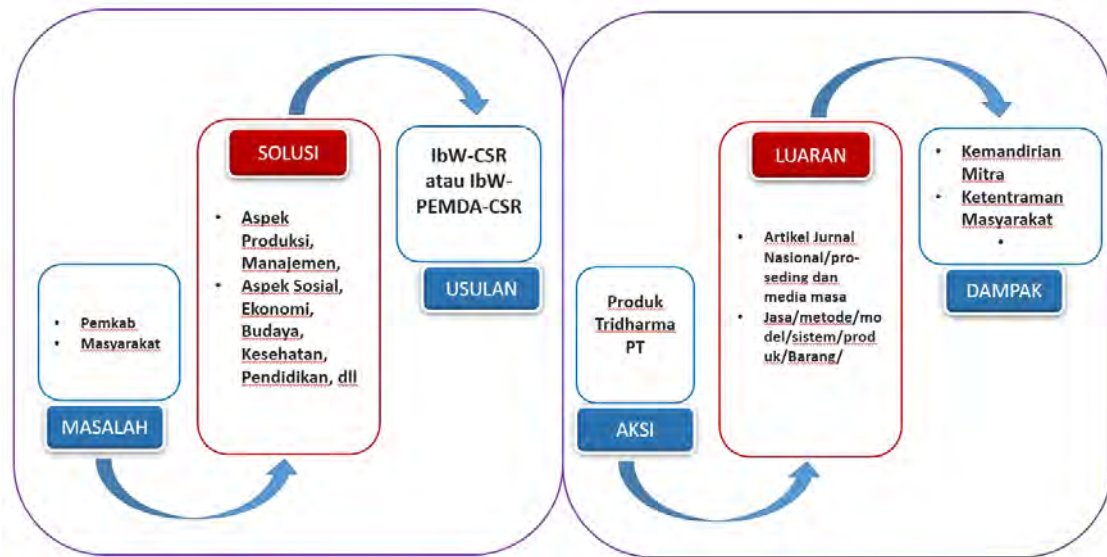 MASALAH
• Pemkab
• Masyarakat
SOLUSI
• Aspek
Produksi,
Manajemen,
• Aspek Sosial,
Ekonomi,
Budaya,
Kesehatan,
Pendidikan, dll
IbW-CSR
atau IbW-
PEMDA-CSR
USULAN
Produk
Tridharma
PT
AKSI
LUARAN
• Artikel Jurnal
Nasional/pro-
seding dan
media masa
• Jasa/metode/mo
del/sistem/prod
uk/Barang/
• Kemandirian
Mitra
• Ketentraman
Masyarakat
•
DAMPAK